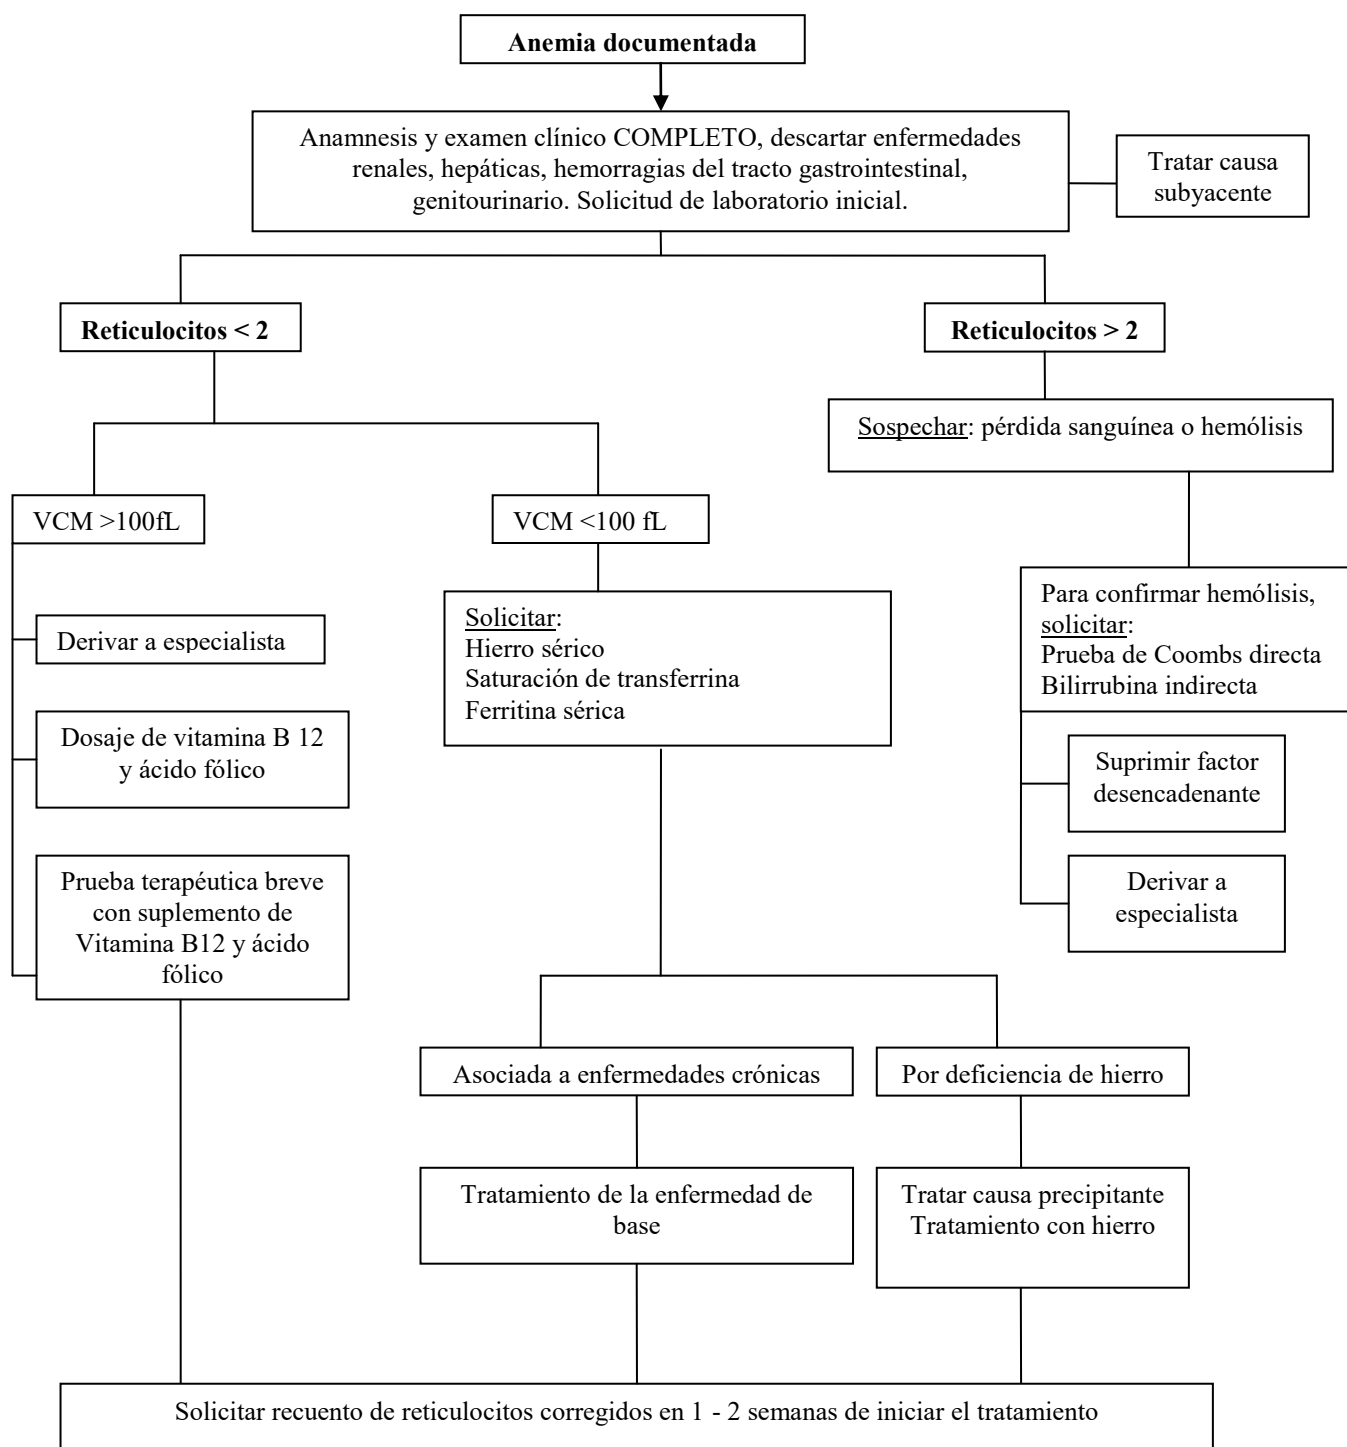 Anemia documentada
Anamnesis y examen clínico COMPLETO, descartar enfermedades
renales, hepáticas, hemorragias del tracto gastrointestinal,
genitourinario. Solicitud de laboratorio inicial.
Tratar causa
subyacente
Reticulocitos < 2
Reticulocitos > 2
Sospechar: pérdida sanguínea o hemólisis
VCM >100fL
VCM <100 fL
Derivar a especialista
Dosaje de vitamina B 12
y ácido fólico
Prueba terapéutica breve
con suplemento de
Vitamina B12 y ácido
fólico
Solicitar:
Hierro sérico
Saturación de transferrina
Ferritina sérica
Para confirmar hemólisis,
solicitar:
Prueba de Coombs directa
Bilirrubina indirecta
Suprimir factor
desencadenante
Derivar a
especialista
Asociada a enfermedades crónicas
Por deficiencia de hierro
Tratamiento de la enfermedad de
base
Tratar causa precipitante
Tratamiento con hierro
Solicitar recuento de reticulocitos corregidos en 1 - 2 semanas de iniciar el tratamiento